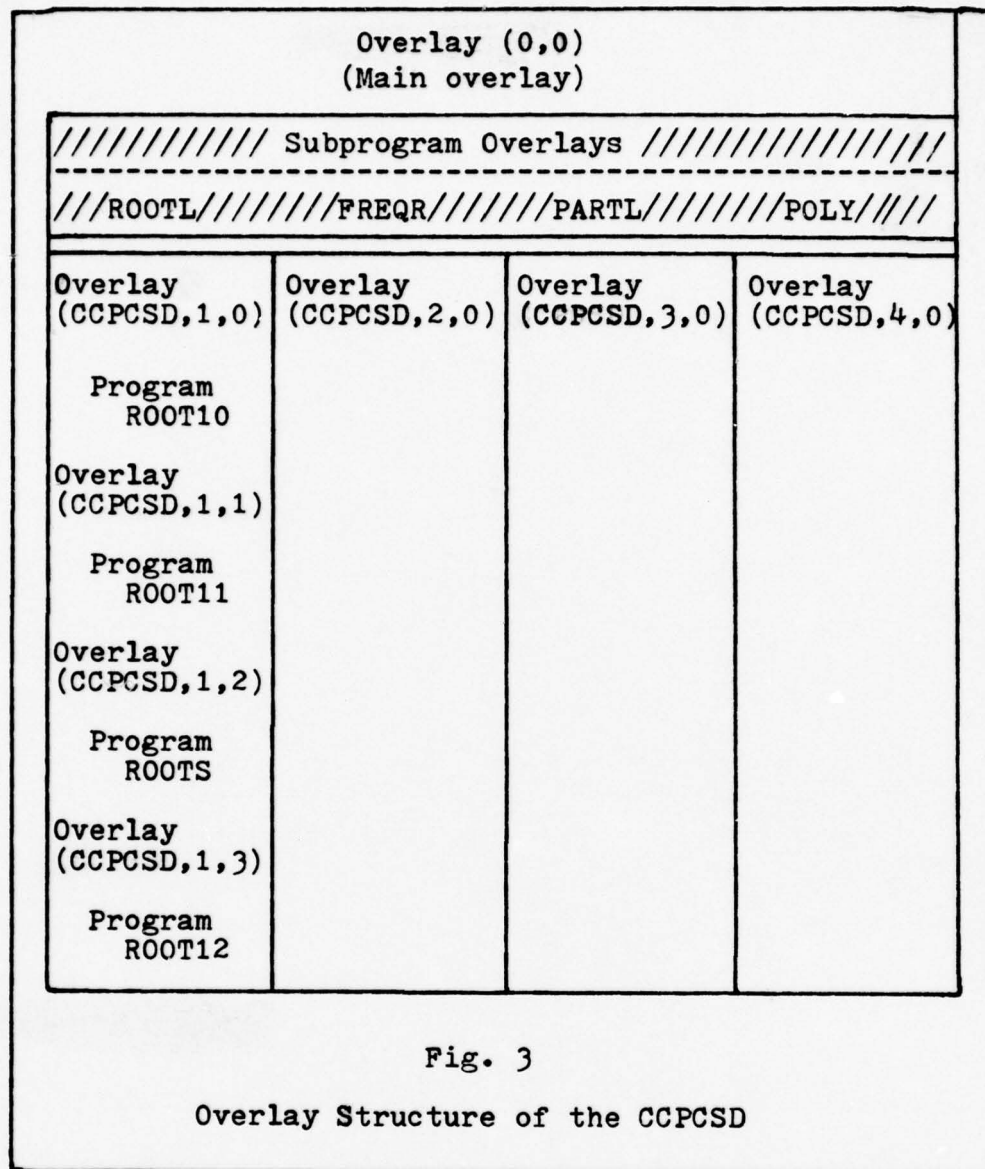 Overlay (0,0)
(Main overlay)
//////////// Subprogram Overlays ///////////////
///ROOTL////////FREQR///////PARTL////////POLY/////
Overlay
(CCPCSD,1,0)
Program
ROOT10
Overlay
(CCPCSD,1,1)
Program
ROOT11
Overlay
(CCPCSD,1,2)
Program
ROOTS
Overlay
(CCPCSD,1,3)
Program
ROOT12
Overlay
(CCPCSD,2,0)
Overlay
(CCPCSD,3,0)
Overlay
(CCPCSD,4,0)
Fig. 3
Overlay Structure of the CCPCSD